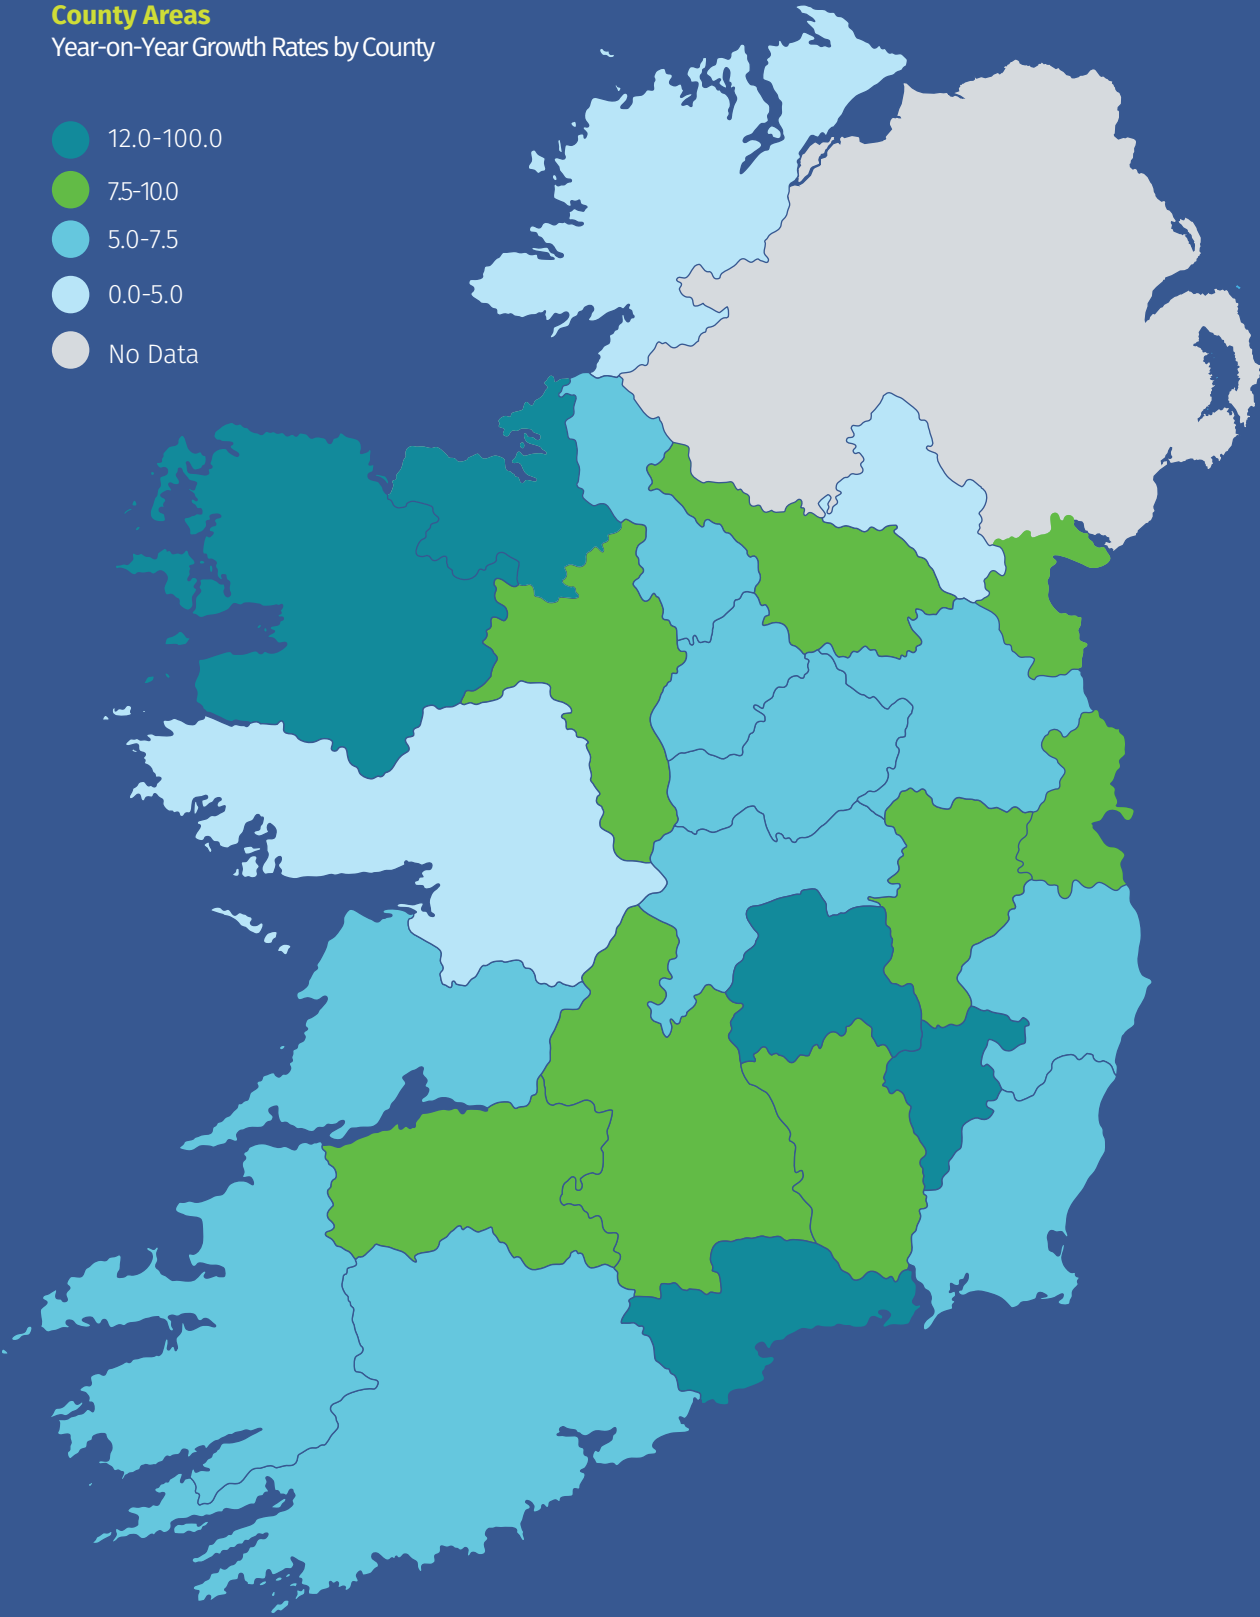 County Areas
Year-on-Year Growth Rates by County
12.0-100.0
7.5-10.0
5.0-7.5
0.0-5.0
No Data